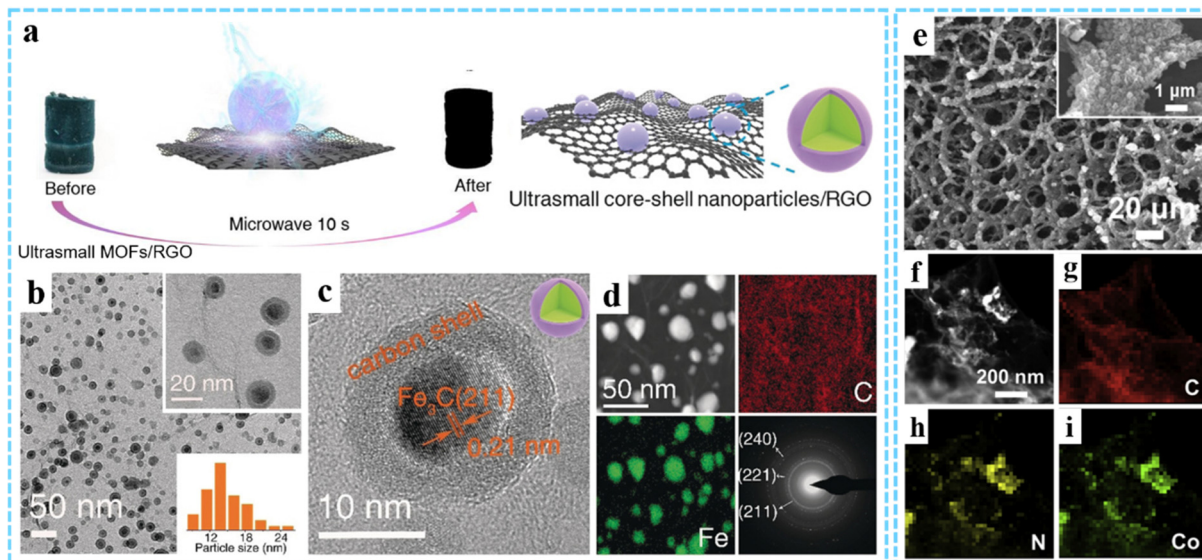 a
Before
After
Microwave 10 s
Ultrasmall MOFs/RGO
Ultrasmall core-shell nanoparticles/RGO
b
20 nm
50 nm
12 18 24
Particle size (nm)
c
carbon shell
Fe3C(211)
0.21 nm
10 nm
d
50 nm
C
Fe
(240)
(221)
(211)
e
1 μm
20 μm
f
200 nm
g
C
h
N
i
Co